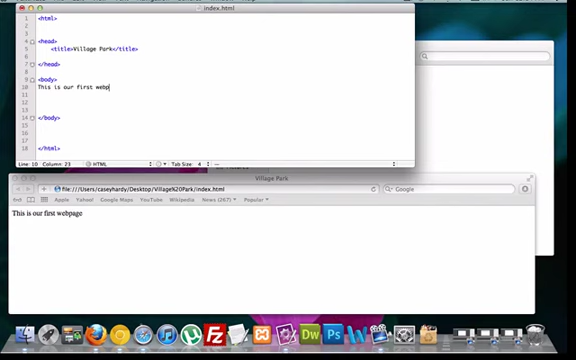 index.html
1 <html>
2
3
4 <head>
5 <title>Village Park</title>
6
7 </head>
8
9 <body>
10 This is our first webp
11
12
13
14 </body>
15
16
17
18 </html>
Line: 10 Column: 23 HTML Tab Size: 4 —
Village Park
file:///Users/caseyhardy/Desktop/Village%20Park/index.html
Google
Apple Yahoo! Google Maps YouTube Wikipedia News (267) Popular
This is our first webpage
Fz Dw Ps W